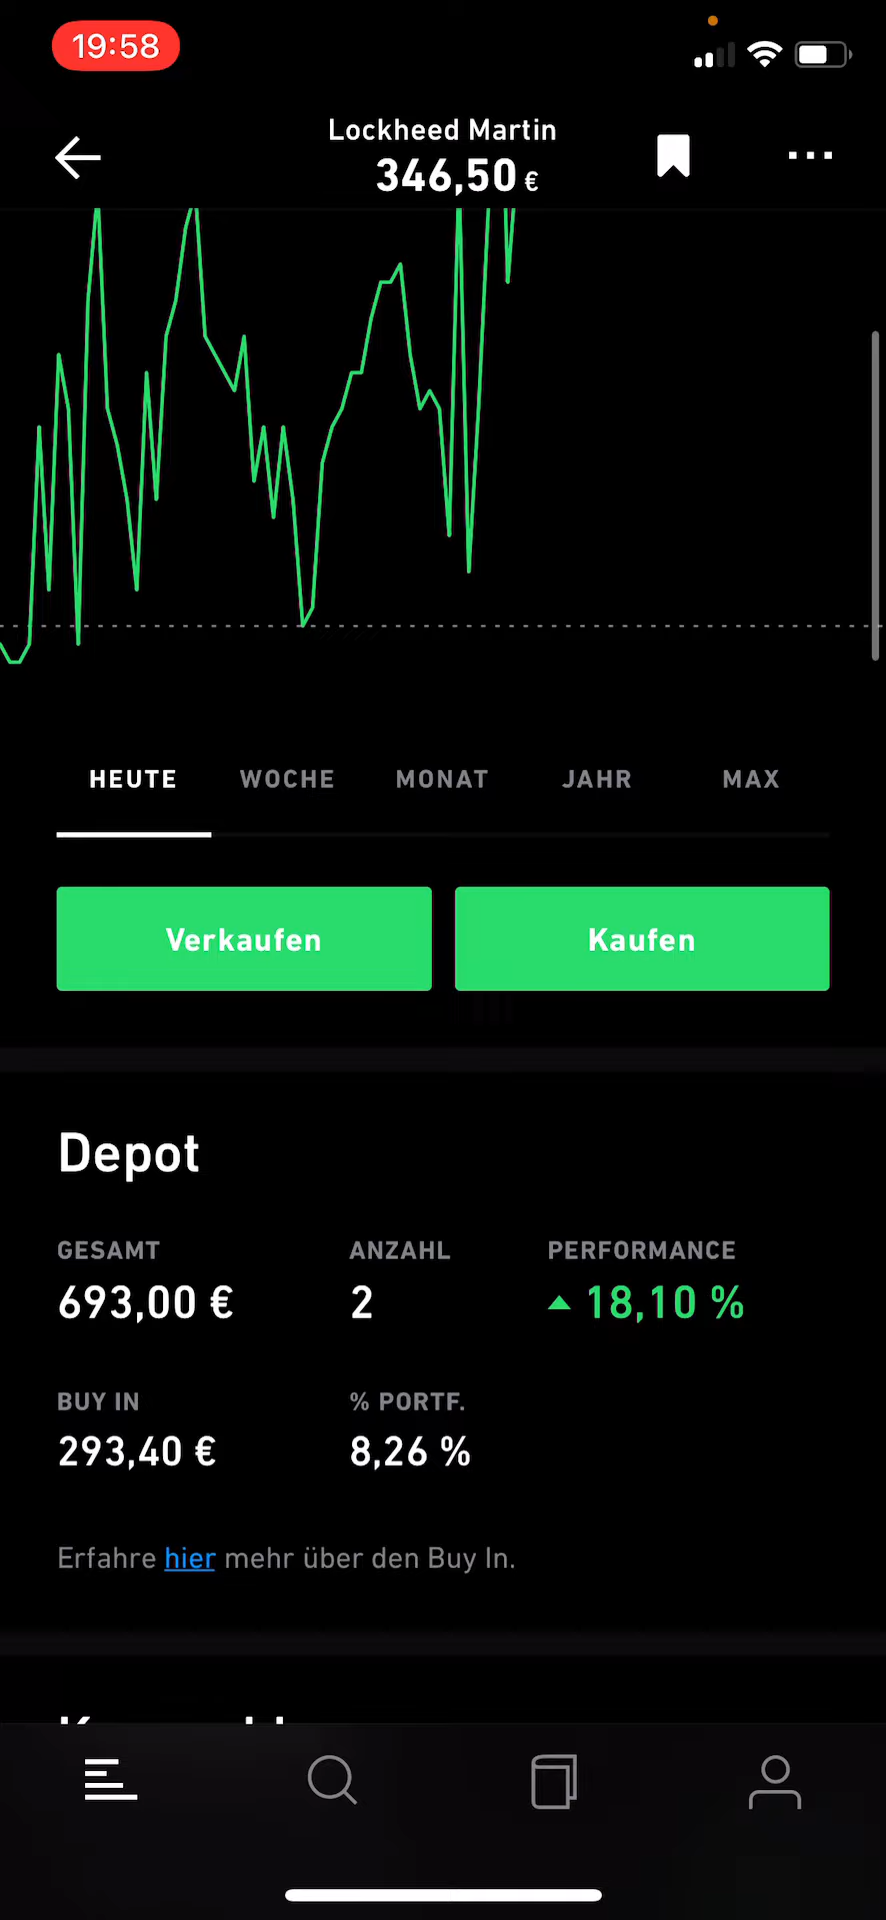 19:58
Lockheed Martin
346,50 €
HEUTE WOCHE MONAT JAHR MAX
Verkaufen Kaufen
Depot
GESAMT ANZAHL PERFORMANCE
693,00 € 2 18,10 %
BUY IN % PORTF.
293,40 € 8,26 %
Erfahre hier mehr über den Buy In.